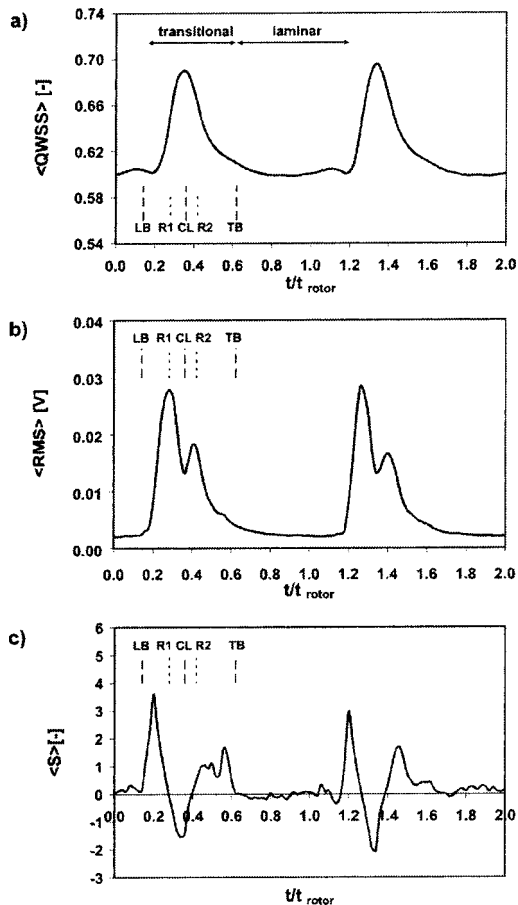 a)
transitional laminar
<QWSS> [-]
0.74
0.70
0.66
0.62
0.58
0.54
LB R1 CL R2 TB
0.0 0.2 0.4 0.6 0.8 1.0 1.2 1.4 1.6 1.8 2.0
t/t rotor
b)
<RMS> [V]
0.04
0.03
0.02
0.01
0.00
LB R1 CL R2 TB
0.0 0.2 0.4 0.6 0.8 1.0 1.2 1.4 1.6 1.8 2.0
t/t rotor
c)
<S>[-]
6
5
4
3
2
1
0
-1
-2
-3
LB R1 CL R2 TB
0.0 0.2 0.4 0.6 0.8 1.0 1.2 1.4 1.6 1.8 2.0
t/t rotor